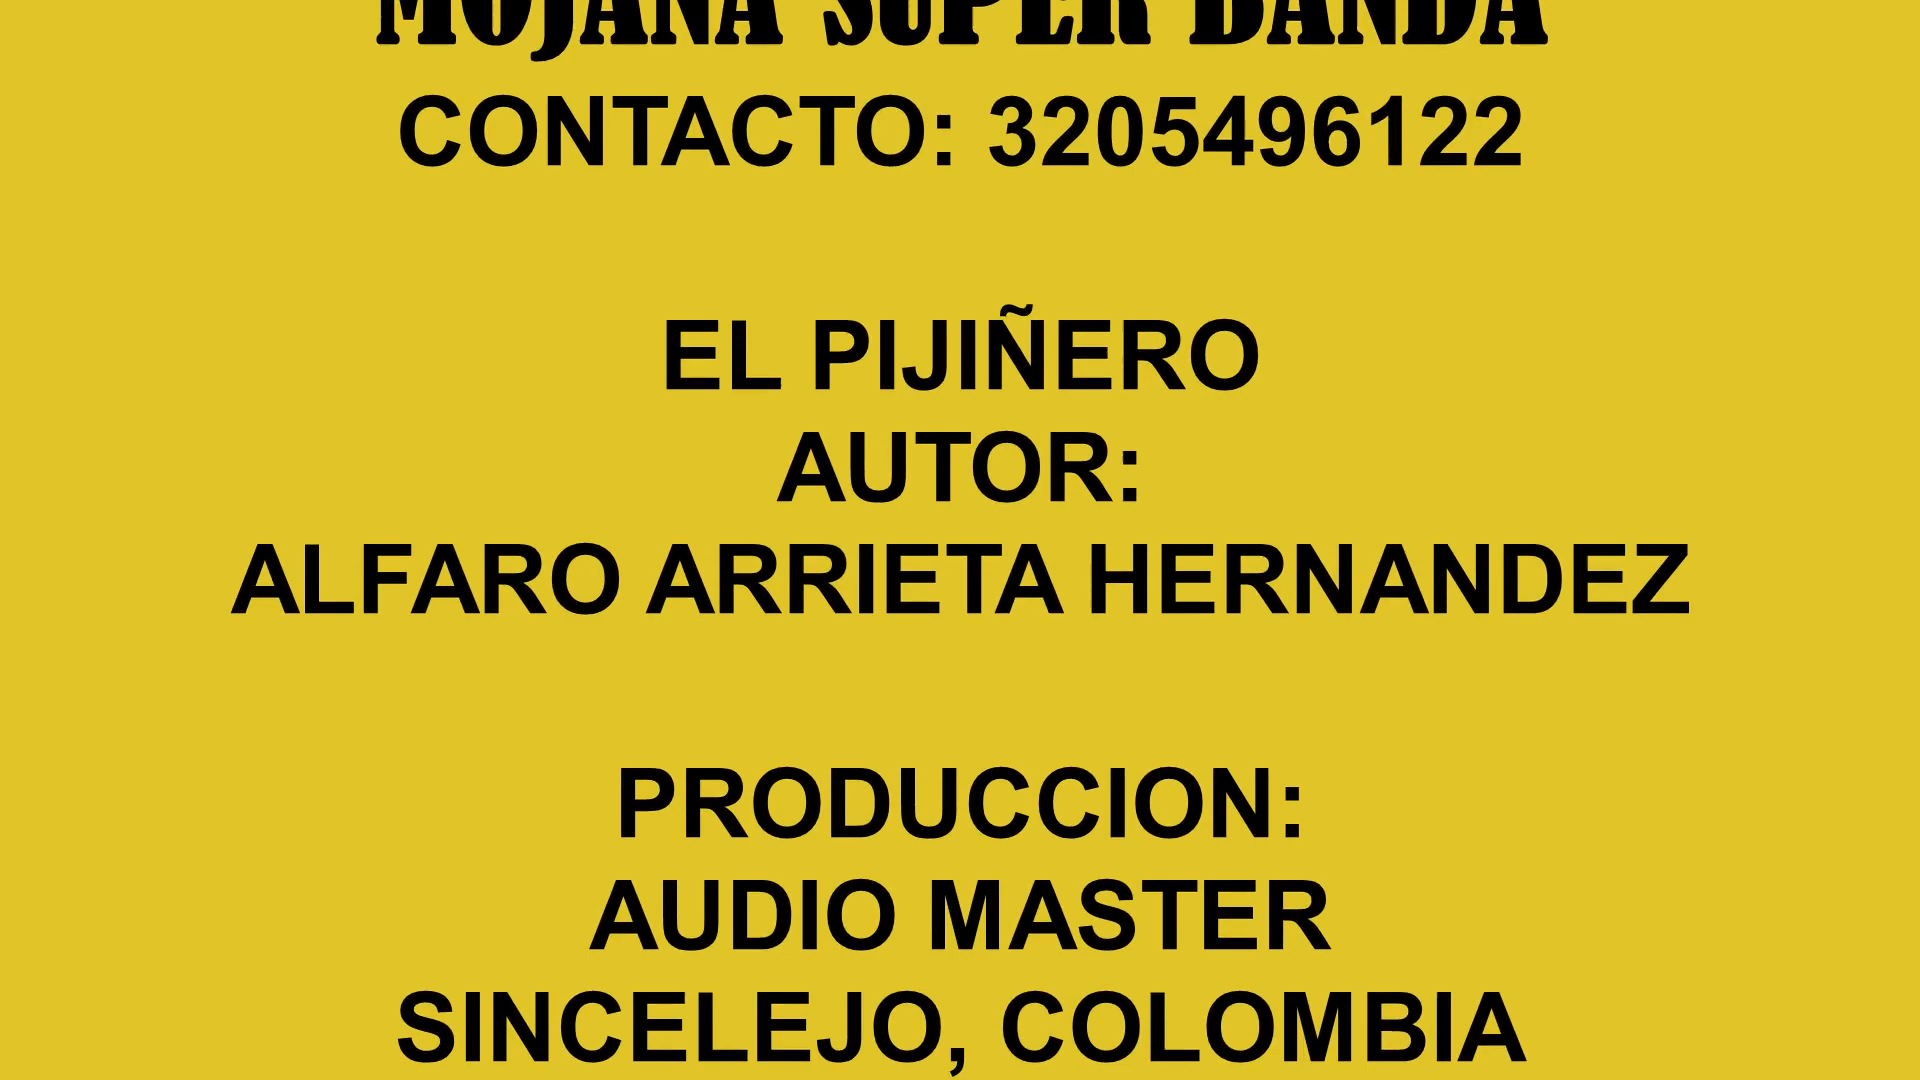 MOJANA SUPER BANDA
CONTACTO: 3205496122
EL PIJIÑERO
AUTOR:
ALFARO ARRIETA HERNANDEZ
PRODUCCION:
AUDIO MASTER
SINCELEJO, COLOMBIA